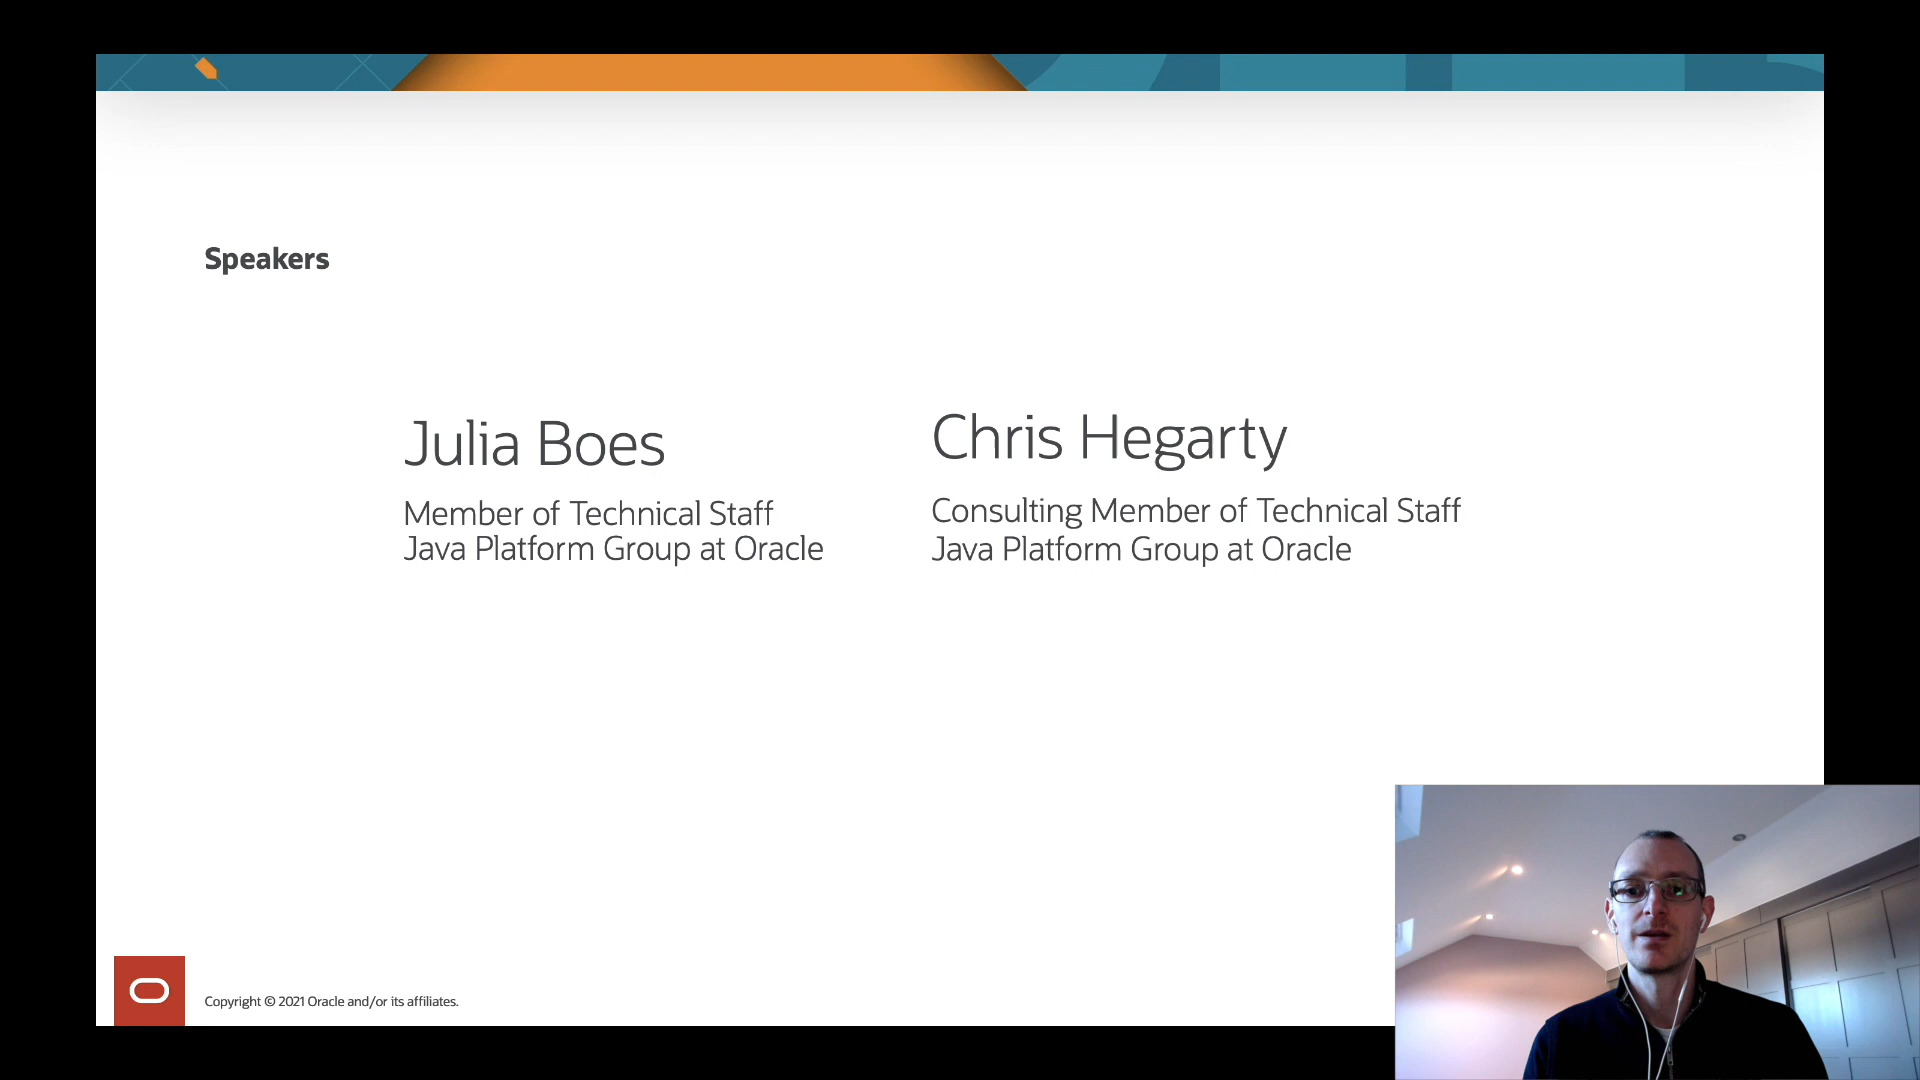 Speakers
Julia Boes
Member of Technical Staff
Java Platform Group at Oracle
Chris Hegarty
Consulting Member of Technical Staff
Java Platform Group at Oracle
Copyright © 2021 Oracle and/or its affiliates.